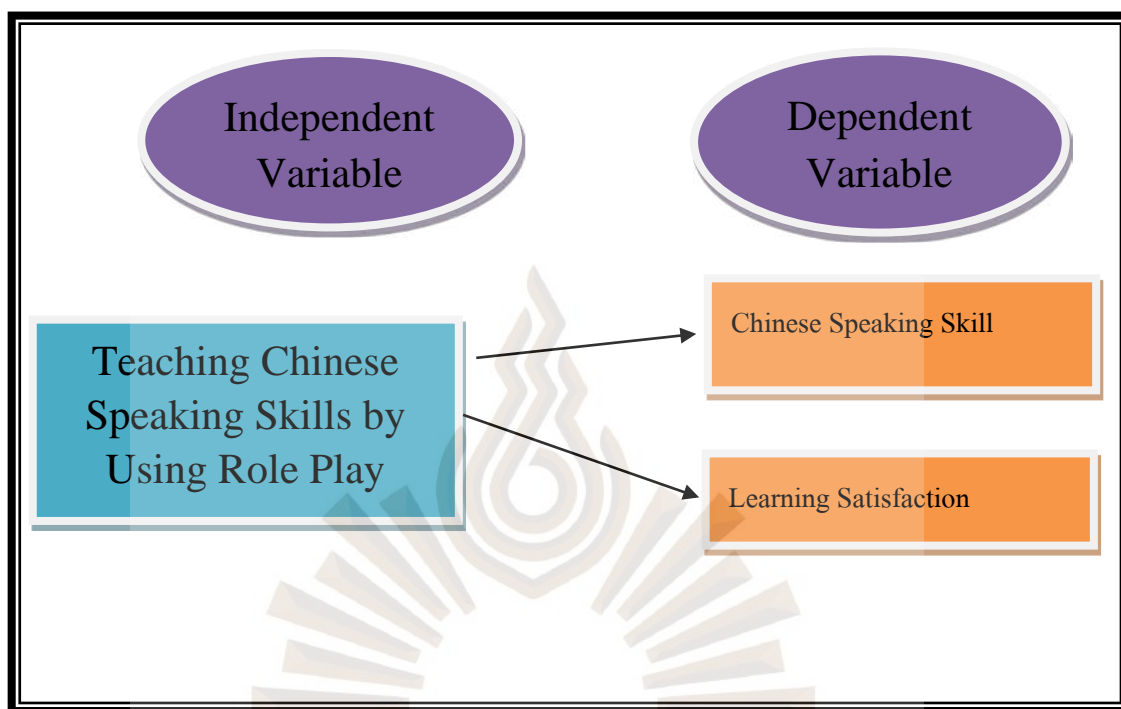 Independent
Variable
Dependent
Variable
Teaching Chinese
Speaking Skills by
Using Role Play
Chinese Speaking Skill
Learning Satisfaction